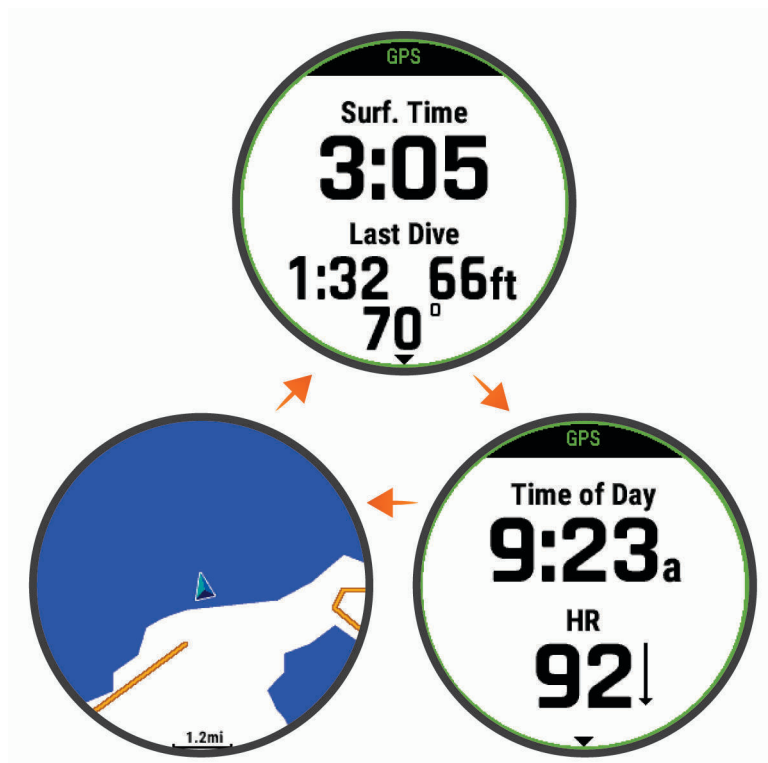 GPS
Surf. Time
3:05
Last Dive
1:32 66ft
70°
GPS
Time of Day
9:23a
HR
92
1.2mi